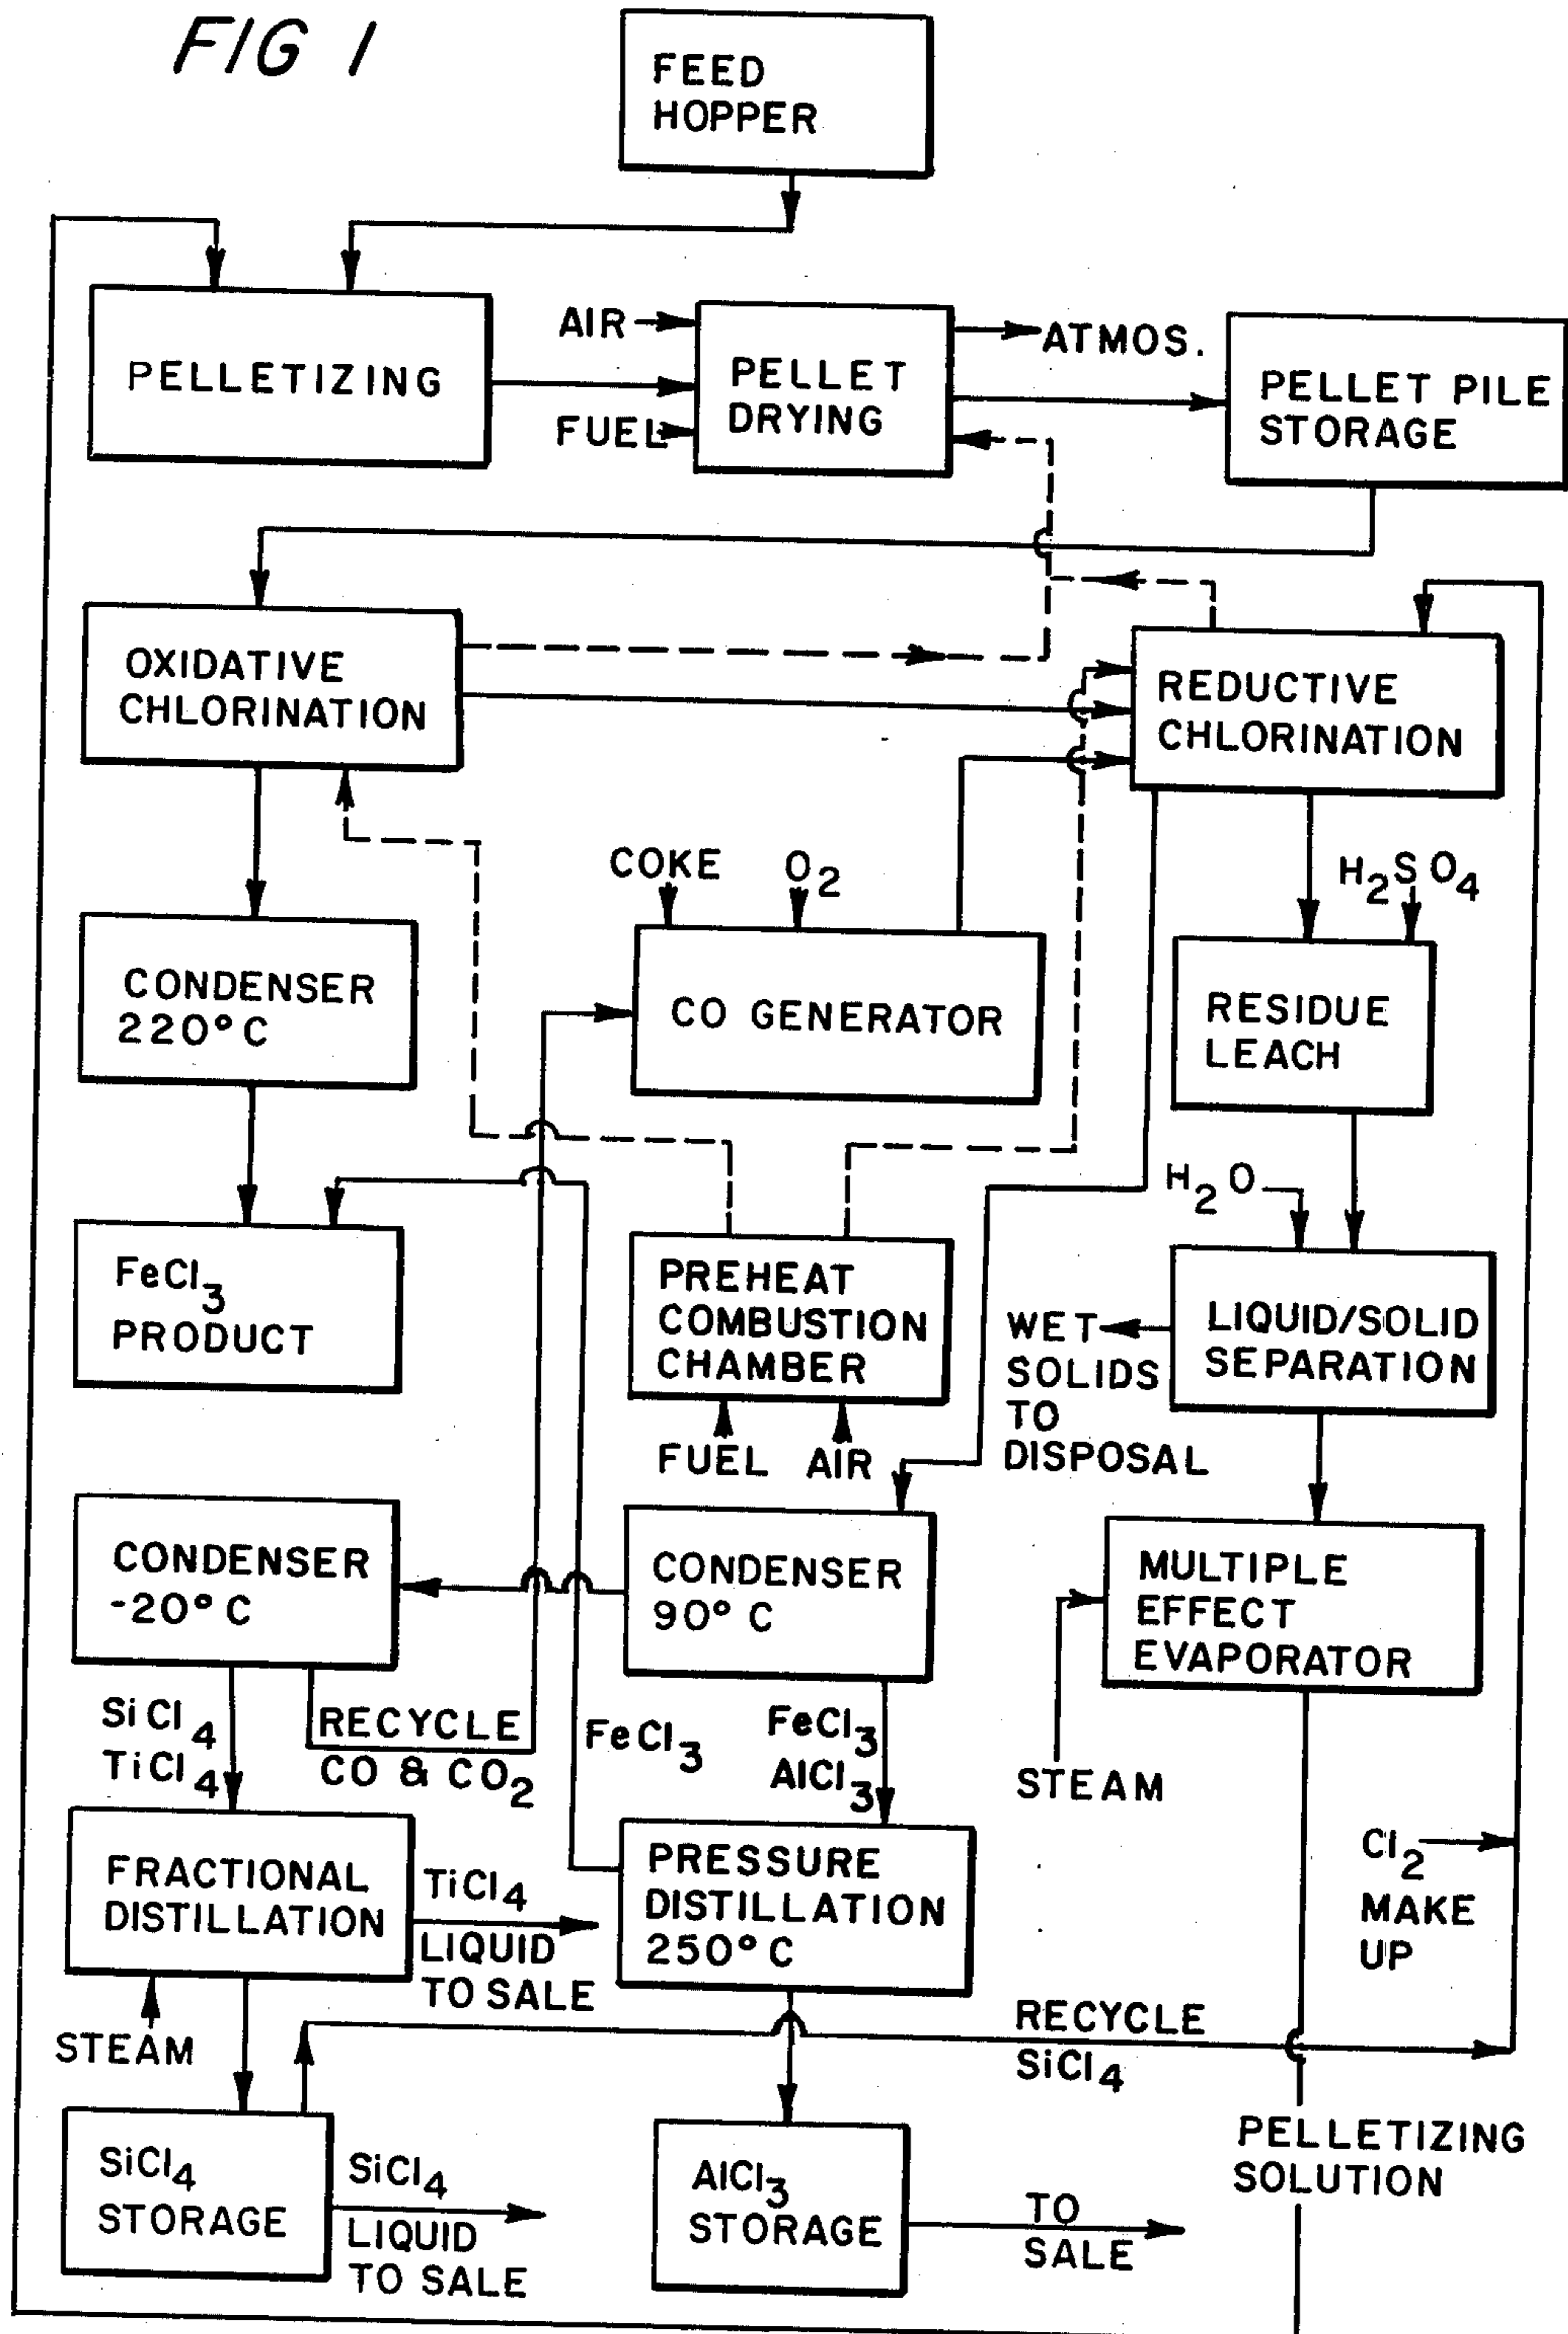 FIG 1
FEED
HOPPER
PELLETIZING
AIR
FUEL
PELLET
DRYING
ATMOS.
PELLET PILE
STORAGE
OXIDATIVE
CHLORINATION
REDUCTIVE
CHLORINATION
COKE
O2
H2SO4
CONDENSER
220°C
CO GENERATOR
RESIDUE
LEACH
H2O
FeCl3
PRODUCT
PREHEAT
COMBUSTION
CHAMBER
FUEL AIR
WET
SOLIDS
TO
DISPOSAL
LIQUID/SOLID
SEPARATION
CONDENSER
-20°C
CONDENSER
90°C
MULTIPLE
EFFECT
EVAPORATOR
STEAM
SiCl4
TiCl4
RECYCLE
CO & CO2
FeCl3
FeCl3
AlCl3
FRACTIONAL
DISTILLATION
TiCl4
LIQUID
TO SALE
PRESSURE
DISTILLATION
250°C
Cl2
MAKE
UP
STEAM
RECYCLE
SiCl4
SiCl4
STORAGE
SiCl4
LIQUID
TO SALE
AlCl3
STORAGE
TO
SALE
PELLETIZING
SOLUTION